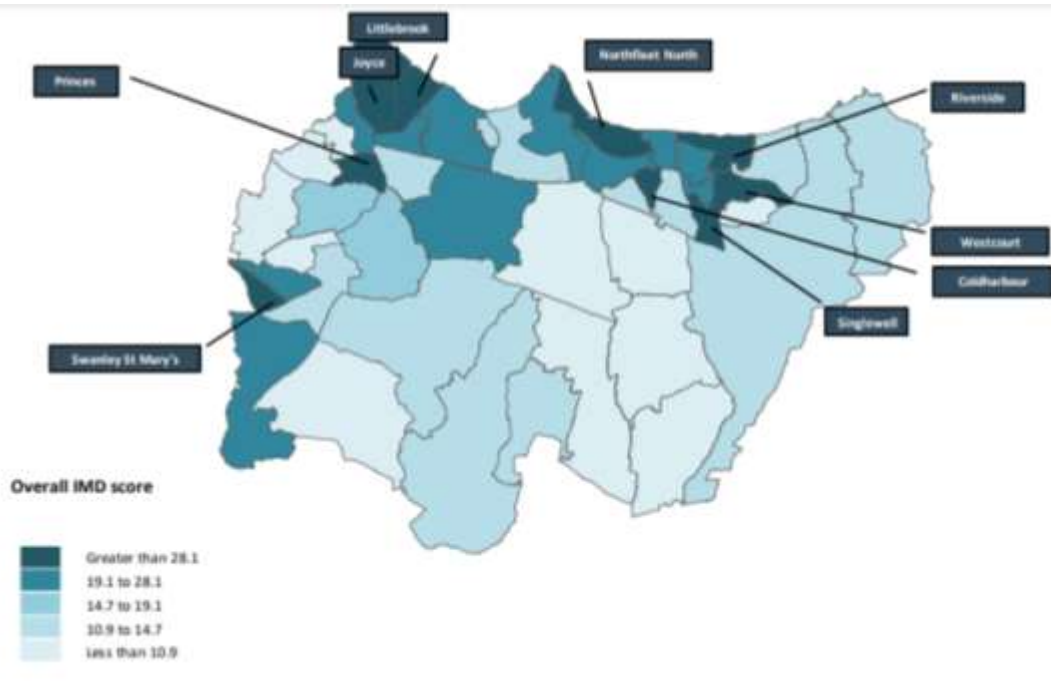 Littlebrook
Joyce
Northfleet North
Princes
Riverside
Westcourt
Coldharbour
Singlewell
Swanley St Mary's
Overall IMD score
Greater than 28.1
19.1 to 28.1
14.7 to 19.1
10.9 to 14.7
Less than 10.9